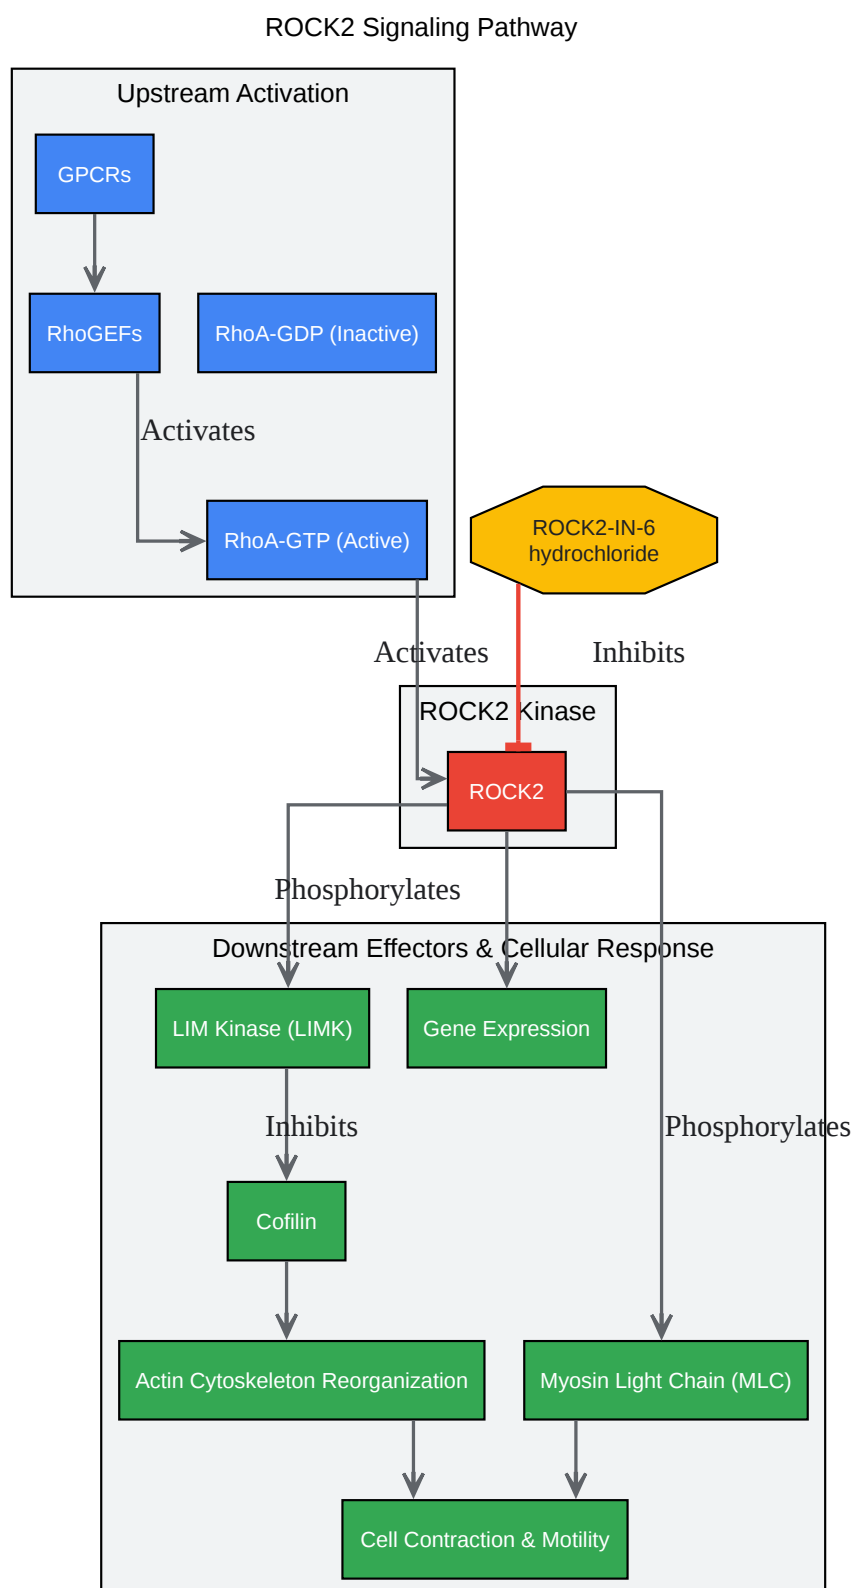 ROCK2 Signaling Pathway
Upstream Activation
GPCRs
RhoGEFs
RhoA-GDP (Inactive)
Activates
RhoA-GTP (Active)
ROCK2-IN-6
hydrochloride
Activates
Inhibits
ROCK2 Kinase
ROCK2
Phosphorylates
Downstream Effectors & Cellular Response
LIM Kinase (LIMK)
Gene Expression
Inhibits
Phosphorylates
Cofilin
Actin Cytoskeleton Reorganization
Myosin Light Chain (MLC)
Cell Contraction & Motility